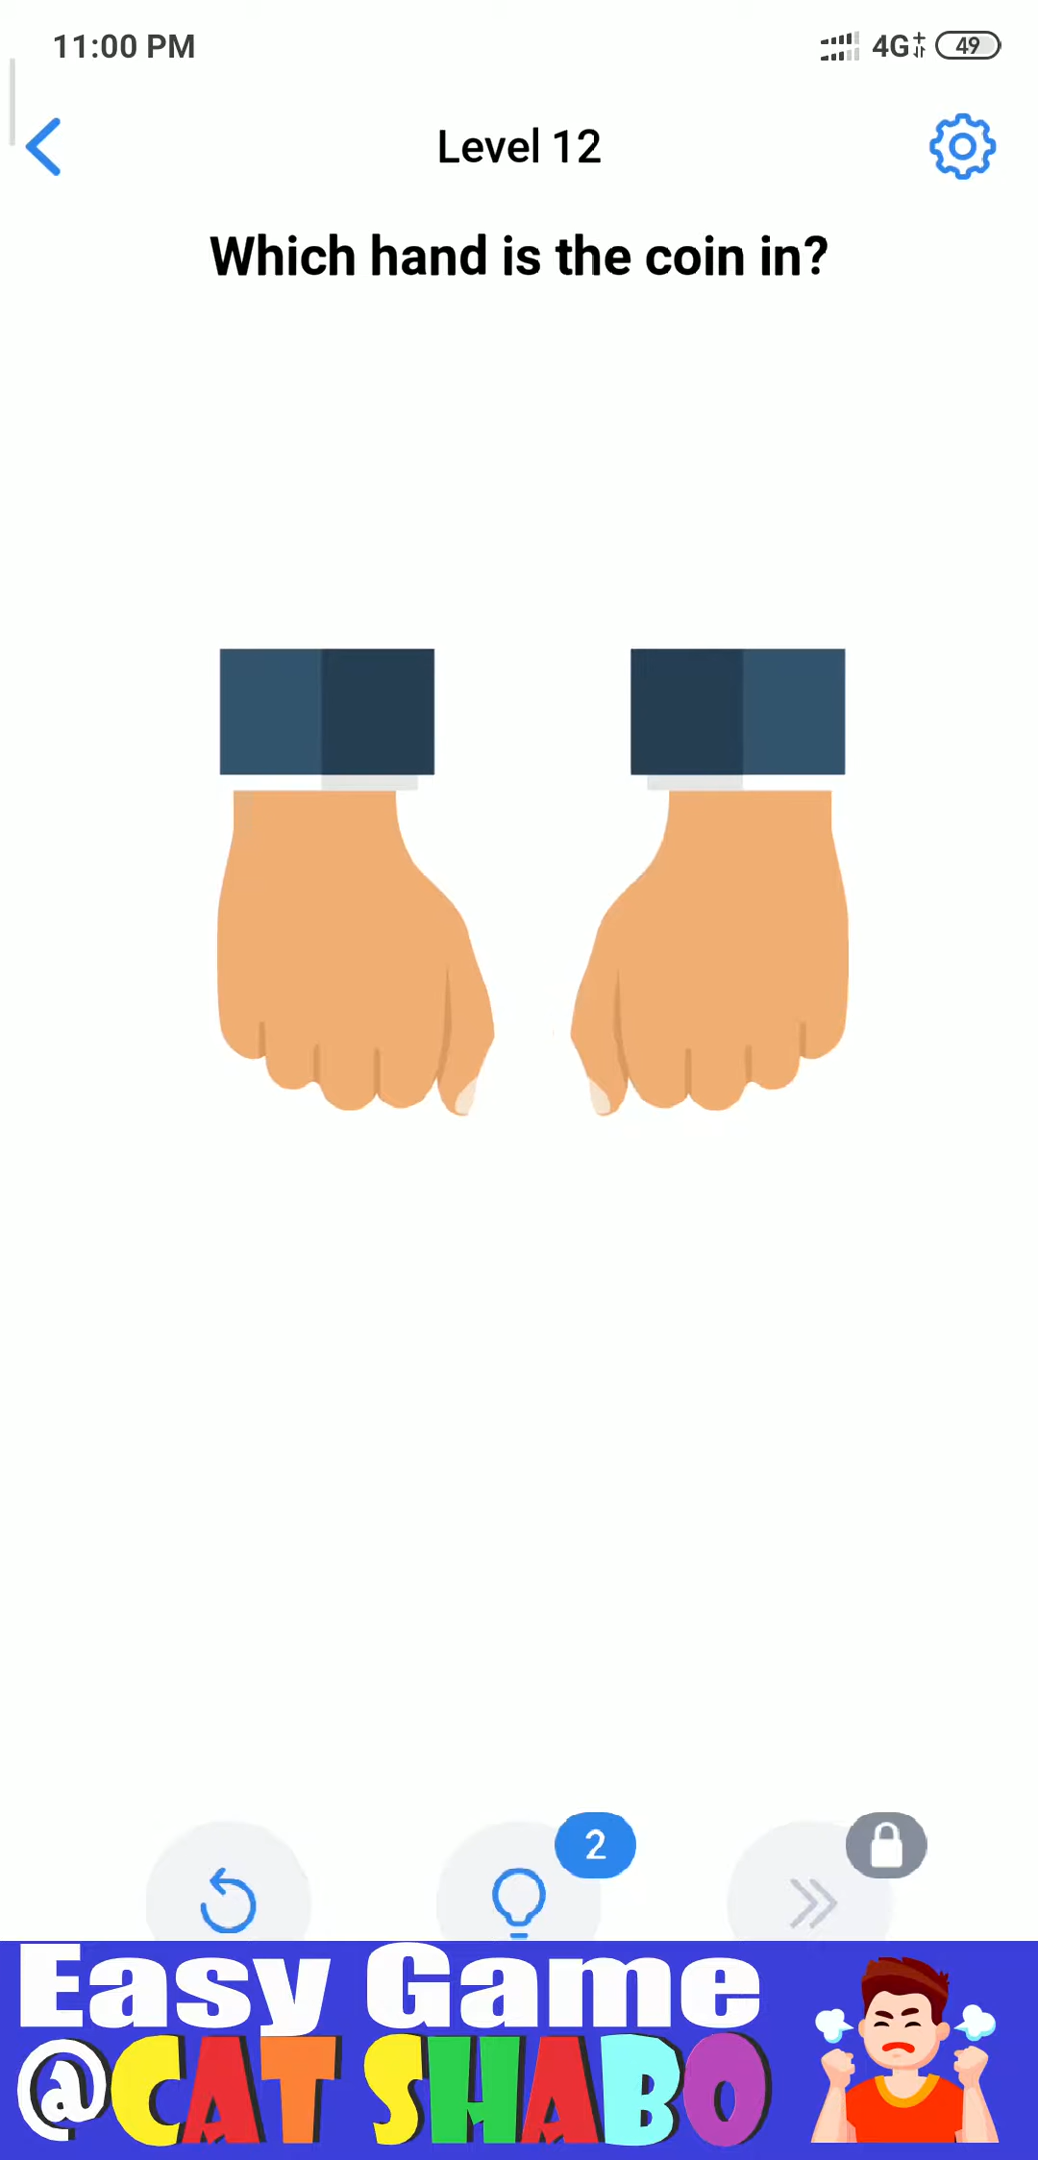 11:00 PM 4G+ 49
Level 12
Which hand is the coin in?
2
Easy Game
@CAT SHABO